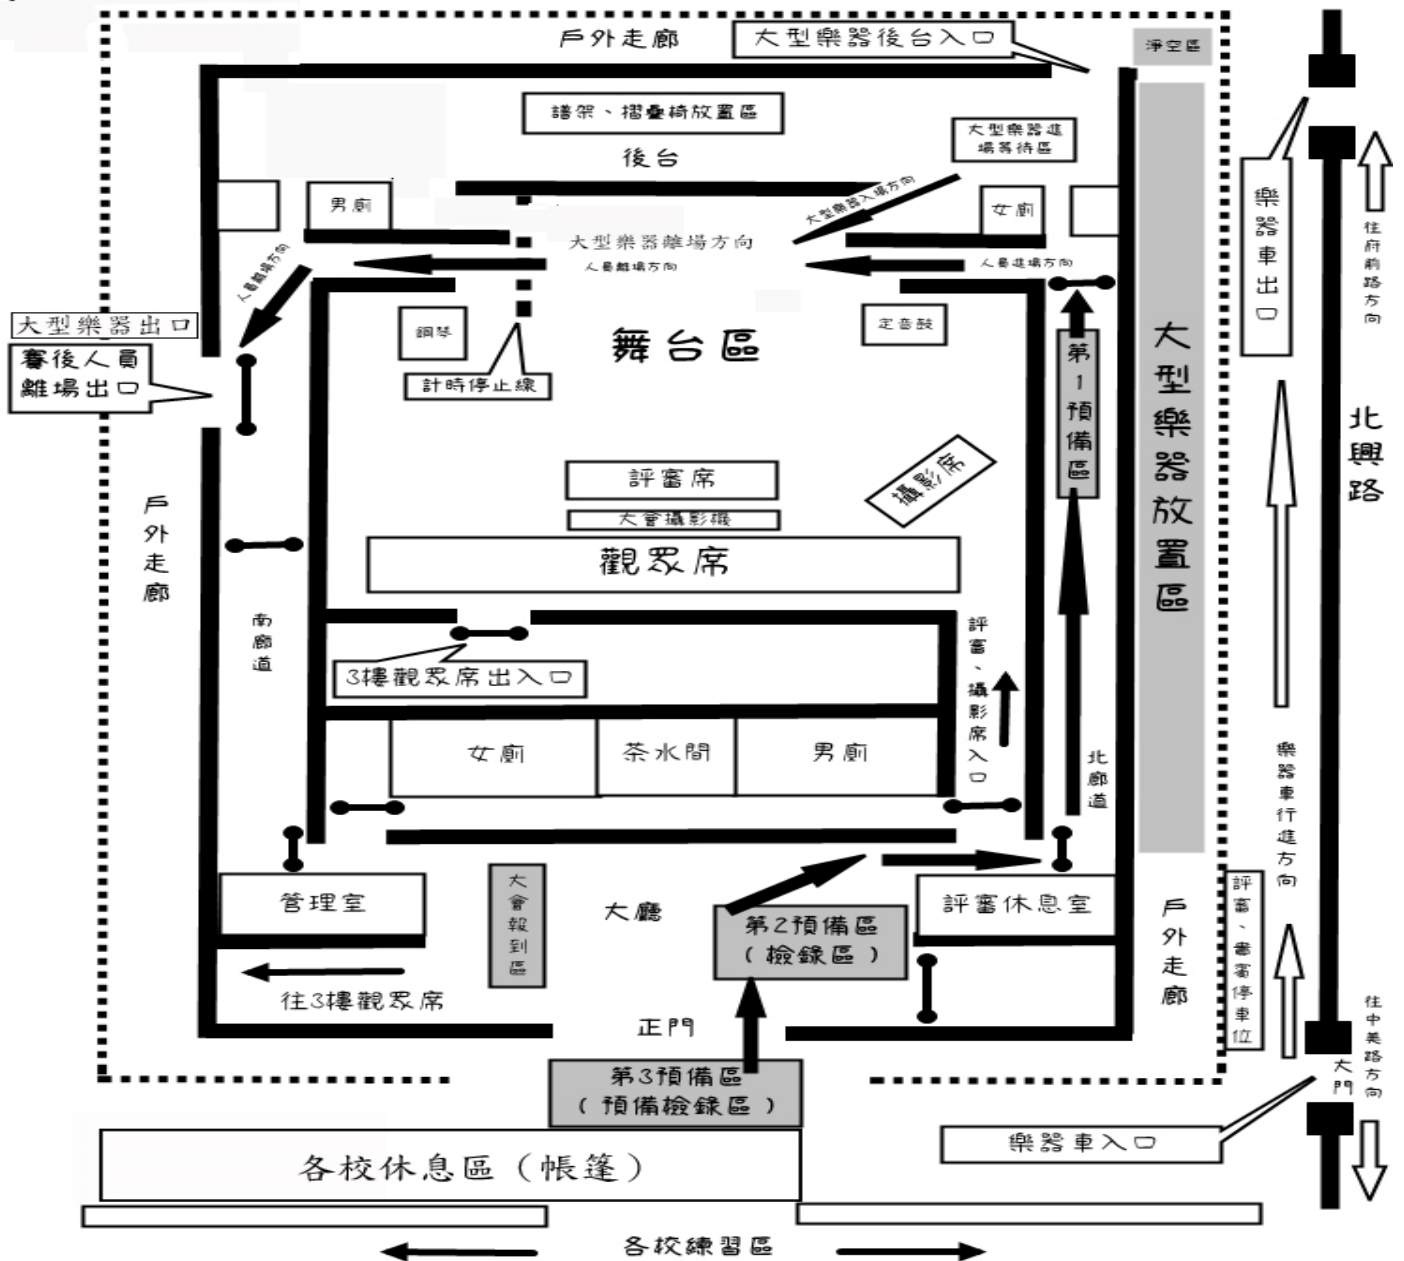 戶外走廊
大型樂器後台入口
淨空區
譜架、摺疊椅放置區
大型樂器進
場等待區
後台
男廁
大型樂器入場方向
女廁
樂器車出口
往府前路方向
大型樂器離場方向
人員離場方向
人員離場方向
人員進場方向
大型樂器出口
賽後人員
離場出口
鋼琴
定音鼓
舞台區
計時停止線
第1預備區
大型樂器放置區
北興路
評審席
攝影席
大會攝影機
觀眾席
戶外走廊
南廊道
3樓觀眾席出入口
評審、攝影席入口
女廁
茶水間
男廁
北廊道
樂器車行進方向
管理室
大會報到區
大廳
第2預備區
(檢錄區)
評審休息室
戶外走廊
評審、貴賓停車位
往3樓觀眾席
正門
往中美路方向
大門
第3預備區
(預備檢錄區)
樂器車入口
各校休息區(帳篷)
各校練習區